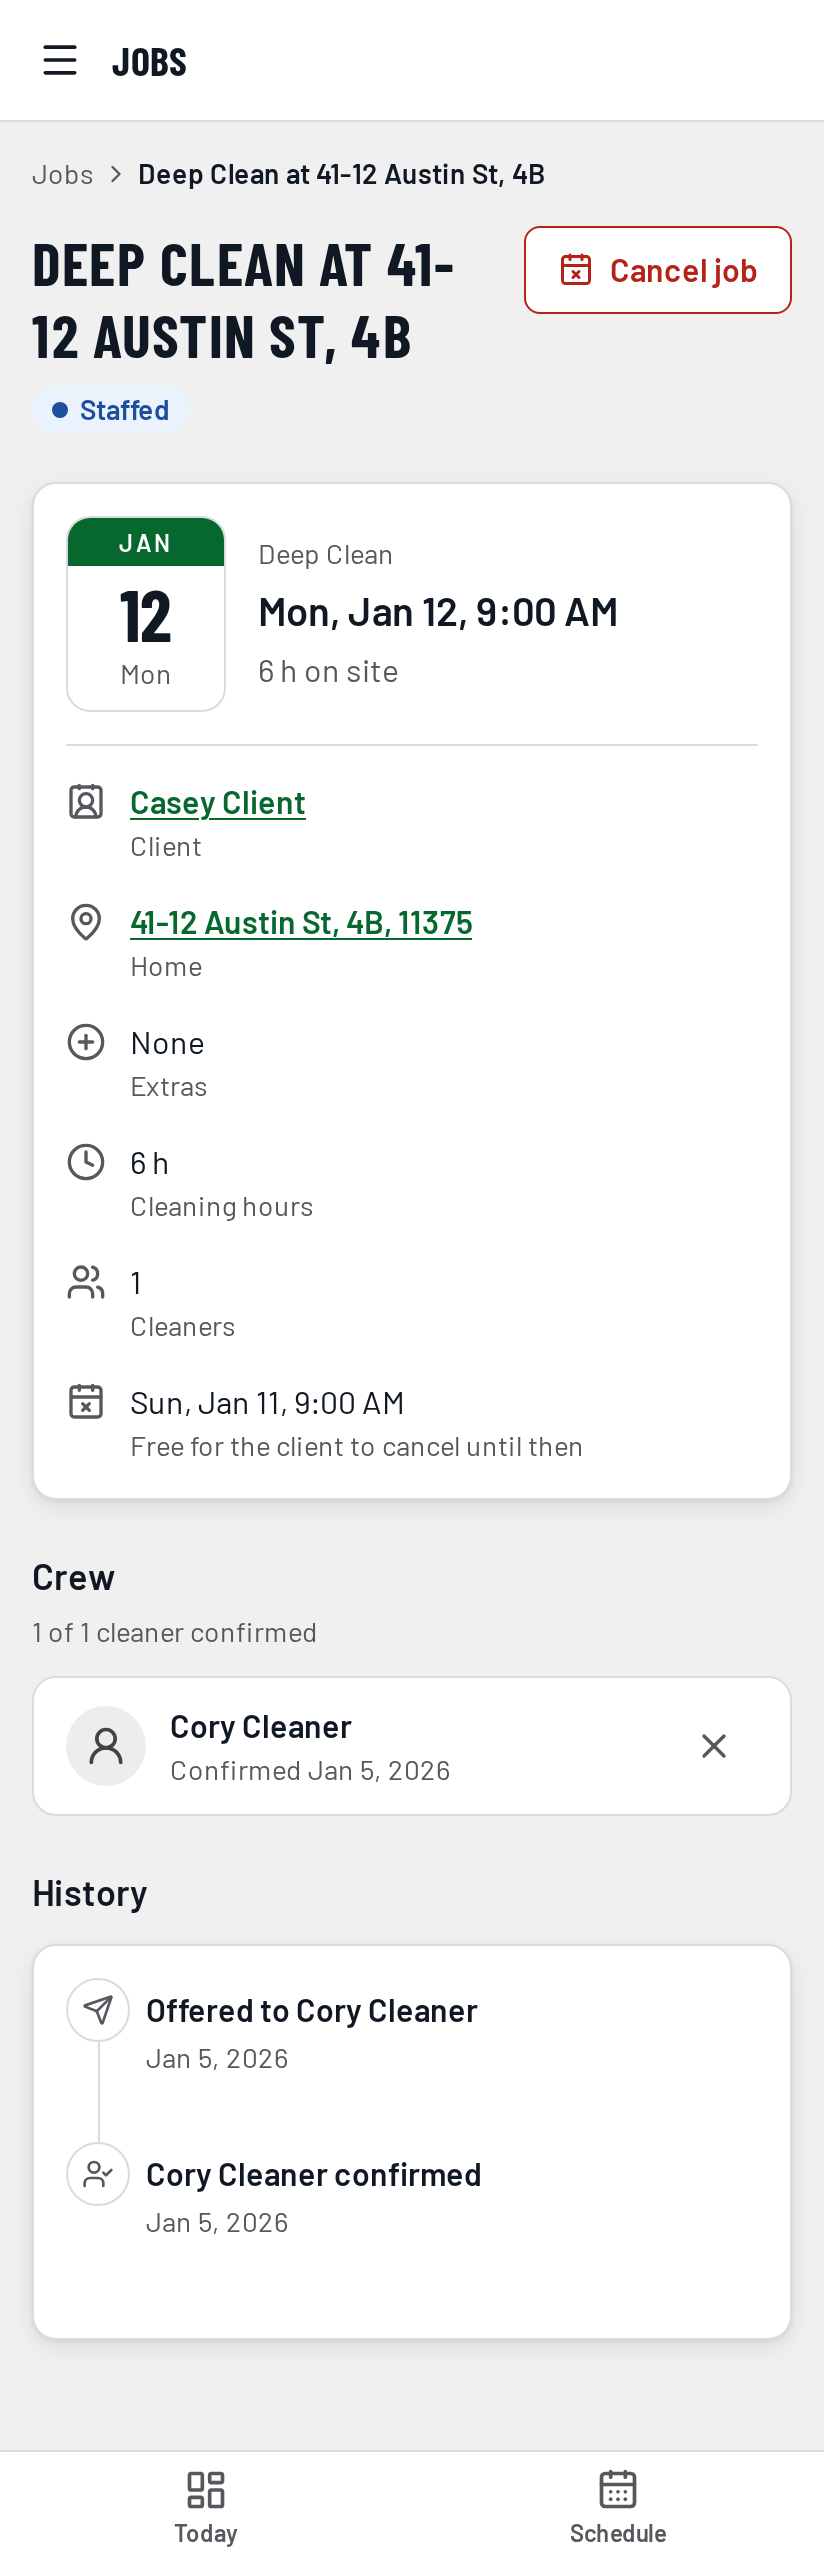 JOBS
Jobs > Deep Clean at 41-12 Austin St, 4B
DEEP CLEAN AT 41-
12 AUSTIN ST, 4B
Cancel job
Staffed
JAN
12
Mon
Deep Clean
Mon, Jan 12, 9:00 AM
6 h on site
Casey Client
Client
41-12 Austin St, 4B, 11375
Home
None
Extras
6 h
Cleaning hours
1
Cleaners
Sun, Jan 11, 9:00 AM
Free for the client to cancel until then
Crew
1 of 1 cleaner confirmed
Cory Cleaner
Confirmed Jan 5, 2026
History
Offered to Cory Cleaner
Jan 5, 2026
Cory Cleaner confirmed
Jan 5, 2026
Today
Schedule